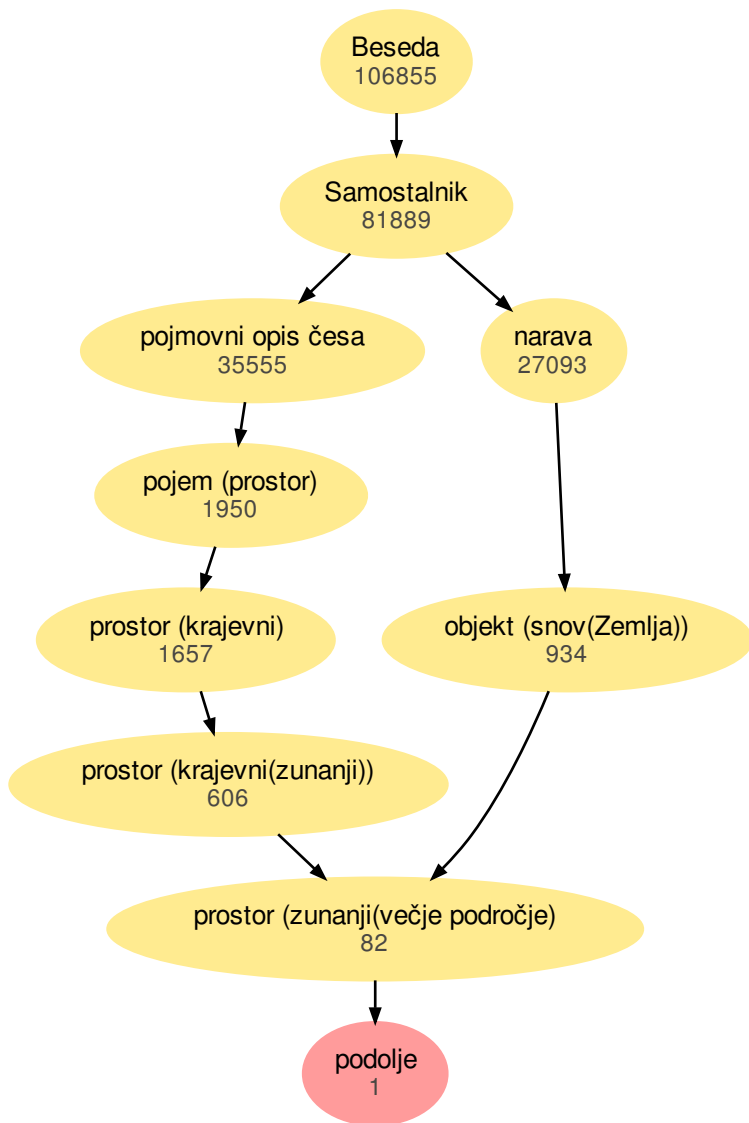 Beseda
106855
Samostalnik
81889
pojmovni opis česa
35555
narava
27093
pojem (prostor)
1950
prostor (krajevni)
1657
objekt (snov(Zemlja))
934
prostor (krajevni(zunanji))
606
prostor (zunanji(večje področje)
82
podolje
1